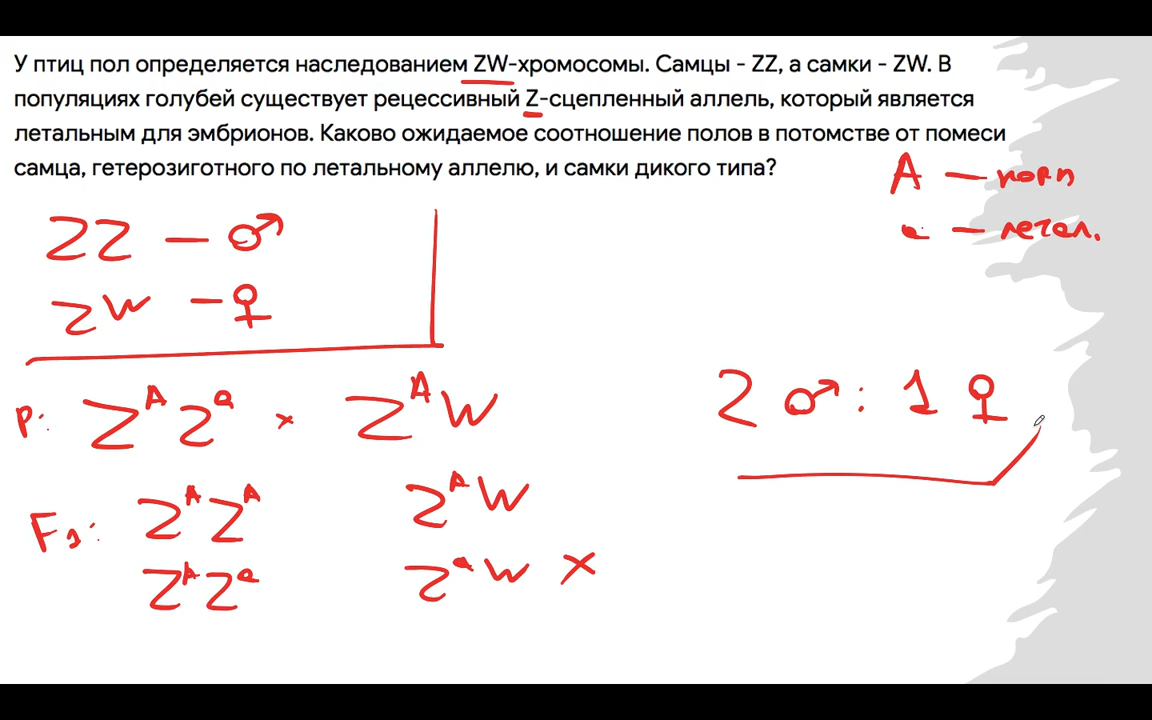 У птиц пол определяется наследованием ZW-хромосомы. Самцы - ZZ, а самки - ZW. В
популяциях голубей существует рецессивный Z-сцепленный аллель, который является
летальным для эмбрионов. Каково ожидаемое соотношение полов в потомстве от помеси
самца, гетерозиготного по летальному аллелю, и самки дикого типа?
A — норм
a — летал.
ZZ — ♂
ZW — ♀
P: Z^A Z^a × Z^A W
2 ♂ : 1 ♀
F1: Z^A Z^A Z^A W
Z^A Z^a Z^a W ×